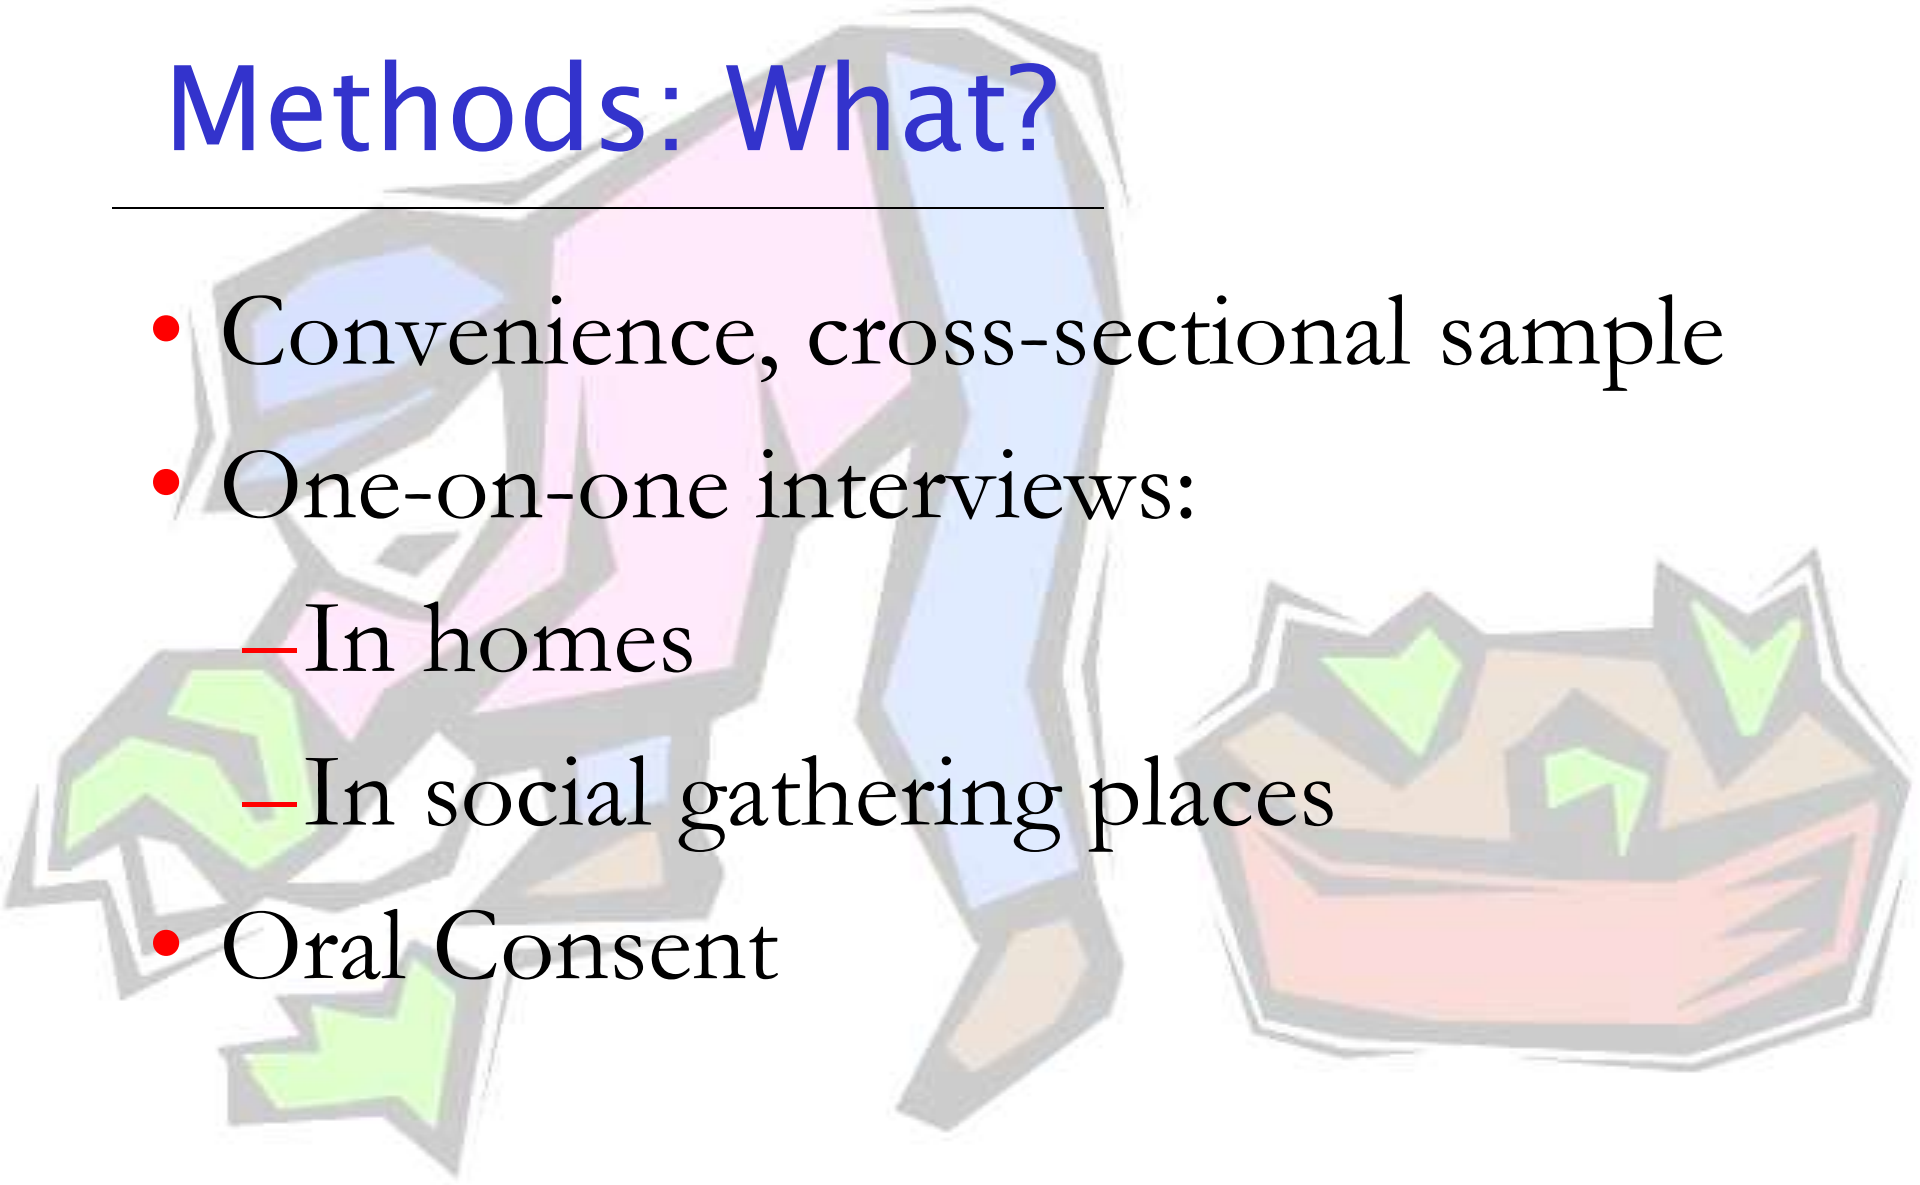 Methods: What?
• Convenience, cross-sectional sample
• One-on-one interviews:
–In homes
–In social gathering places
• Oral Consent